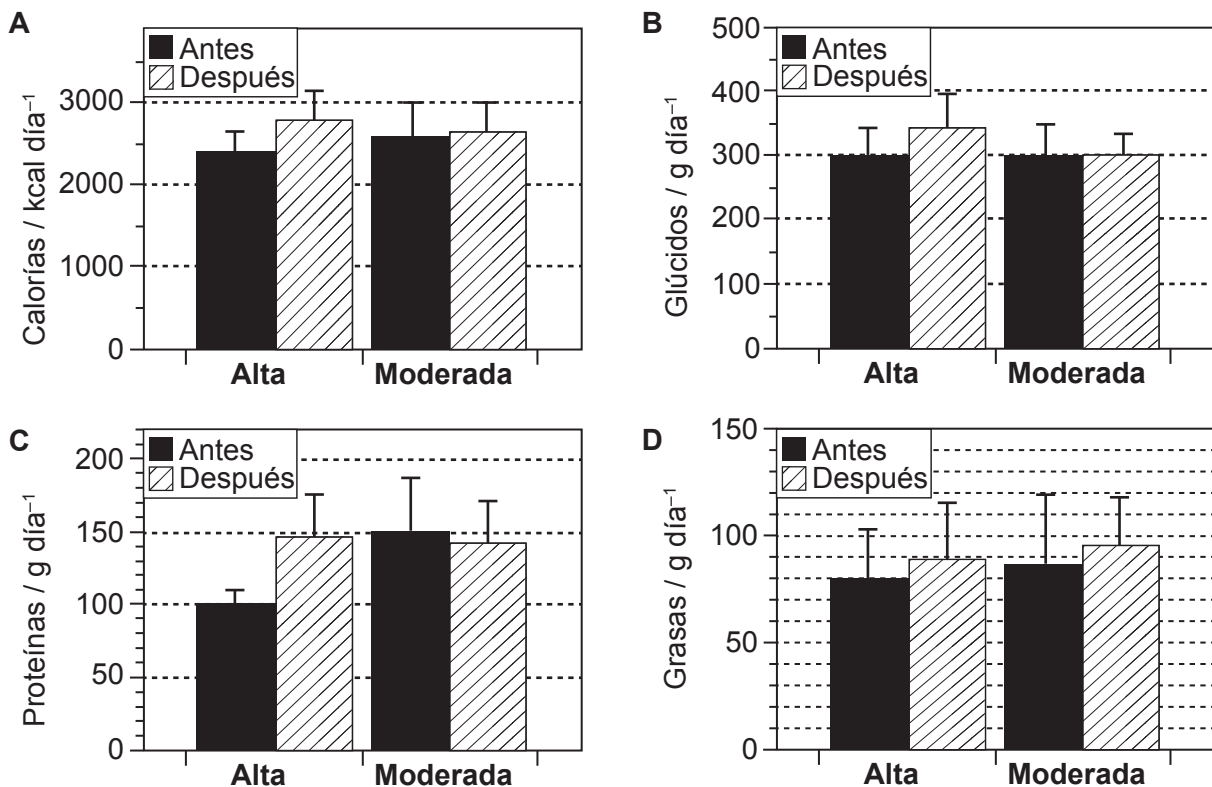 A
Calorías / kcal día⁻¹
Antes
Después
3000
2000
1000
0
Alta
Moderada
B
Glúcidos / g día⁻¹
Antes
Después
500
400
300
200
100
0
Alta
Moderada
C
Proteínas / g día⁻¹
Antes
Después
200
150
100
50
0
Alta
Moderada
D
Grasas / g día⁻¹
Antes
Después
150
100
50
0
Alta
Moderada